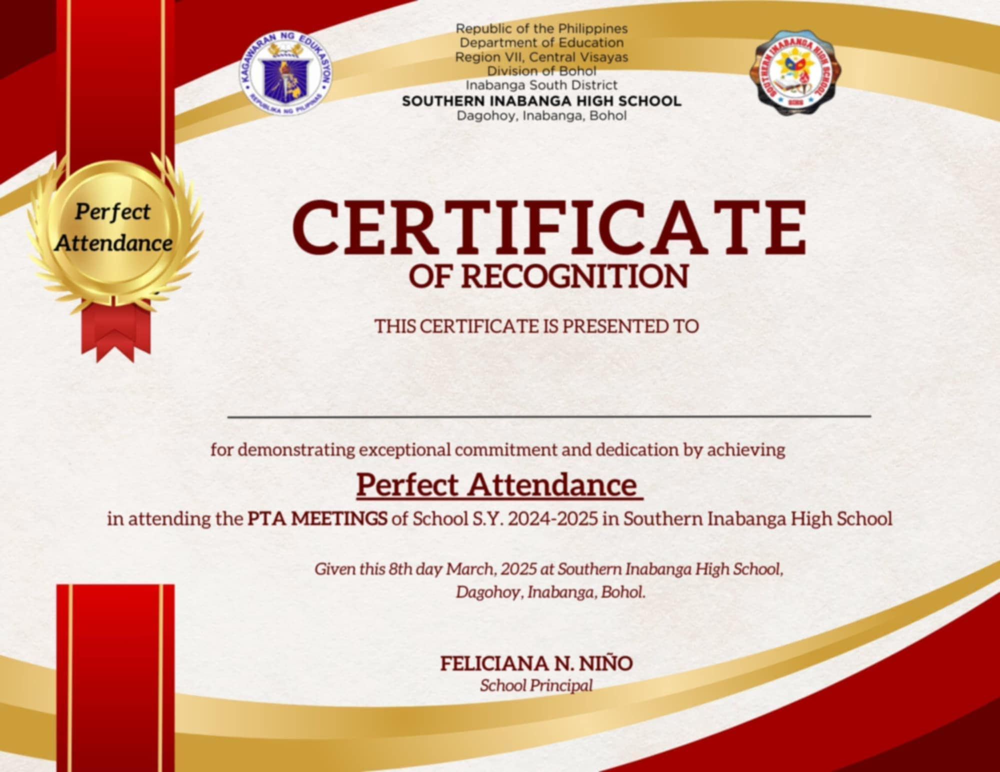 KAGAWARAN NG EDUKASYON
REPUBLIKA NG PILIPINAS
Republic of the Philippines
Department of Education
Region VII, Central Visayas
Division of Bohol
Inabanga South District
SOUTHERN INABANGA HIGH SCHOOL
Dagohoy, Inabanga, Bohol
SOUTHERN INABANGA HIGH SCHOOL
SIHS
Perfect
Attendance
CERTIFICATE
OF RECOGNITION
THIS CERTIFICATE IS PRESENTED TO
for demonstrating exceptional commitment and dedication by achieving
Perfect Attendance
in attending the PTA MEETINGS of School S.Y. 2024-2025 in Southern Inabanga High School
Given this 8th day March, 2025 at Southern Inabanga High School,
Dagohoy, Inabanga, Bohol.
FELICIANA N. NIÑO
School Principal